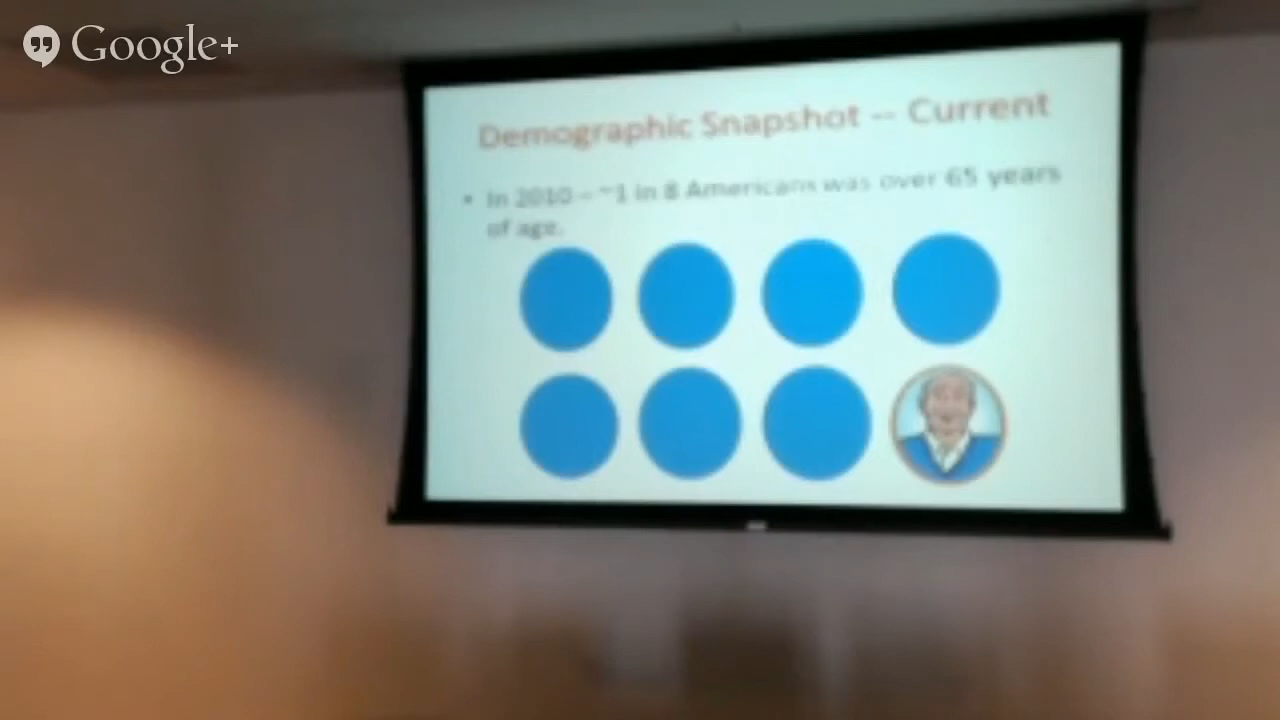 Google+
Demographic Snapshot -- Current
• In 2010 – ~1 in 8 Americans was over 65 years
of age.